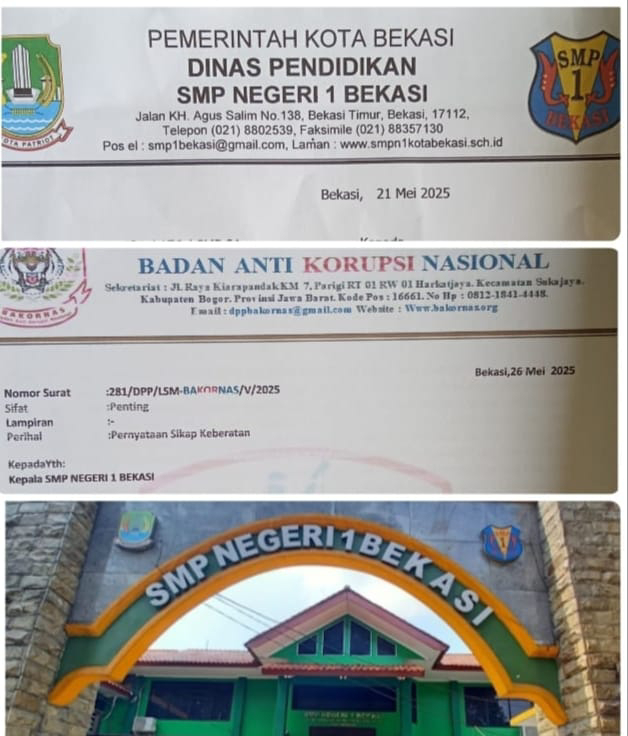 PEMERINTAH KOTA BEKASI
DINAS PENDIDIKAN
SMP NEGERI 1 BEKASI
Jalan KH. Agus Salim No.138, Bekasi Timur, Bekasi, 17112,
Telepon (021) 8802539, Faksimile (021) 88357130
Pos el : smp1bekasi@gmail.com, Laman : www.smpn1kotabekasi.sch.id
SMP
1
BEKASI
Bekasi, 21 Mei 2025
BADAN ANTI KORUPSI NASIONAL
Sekretariat : JL. Raya Kiarapandak KM 7, Parigi RT 01 RW 01 Harkatjaya. Kecamatan Sukajaya.
Kabupaten Bogor. Provinsi Jawa Barat. Kode Pos : 16661. No Hp : 0812-1841-4448.
Email : dppbakornas@gmail.com Website : Www.bakornas.org
BAKORNAS
Bekasi,26 Mei 2025
Nomor Surat :281/DPP/LSM-BAKORNAS/V/2025
Sifat :Penting
Lampiran :-
Perihal :Pernyataan Sikap Keberatan
KepadaYth:
Kepala SMP NEGERI 1 BEKASI
SMP NEGERI 1 BEKASI